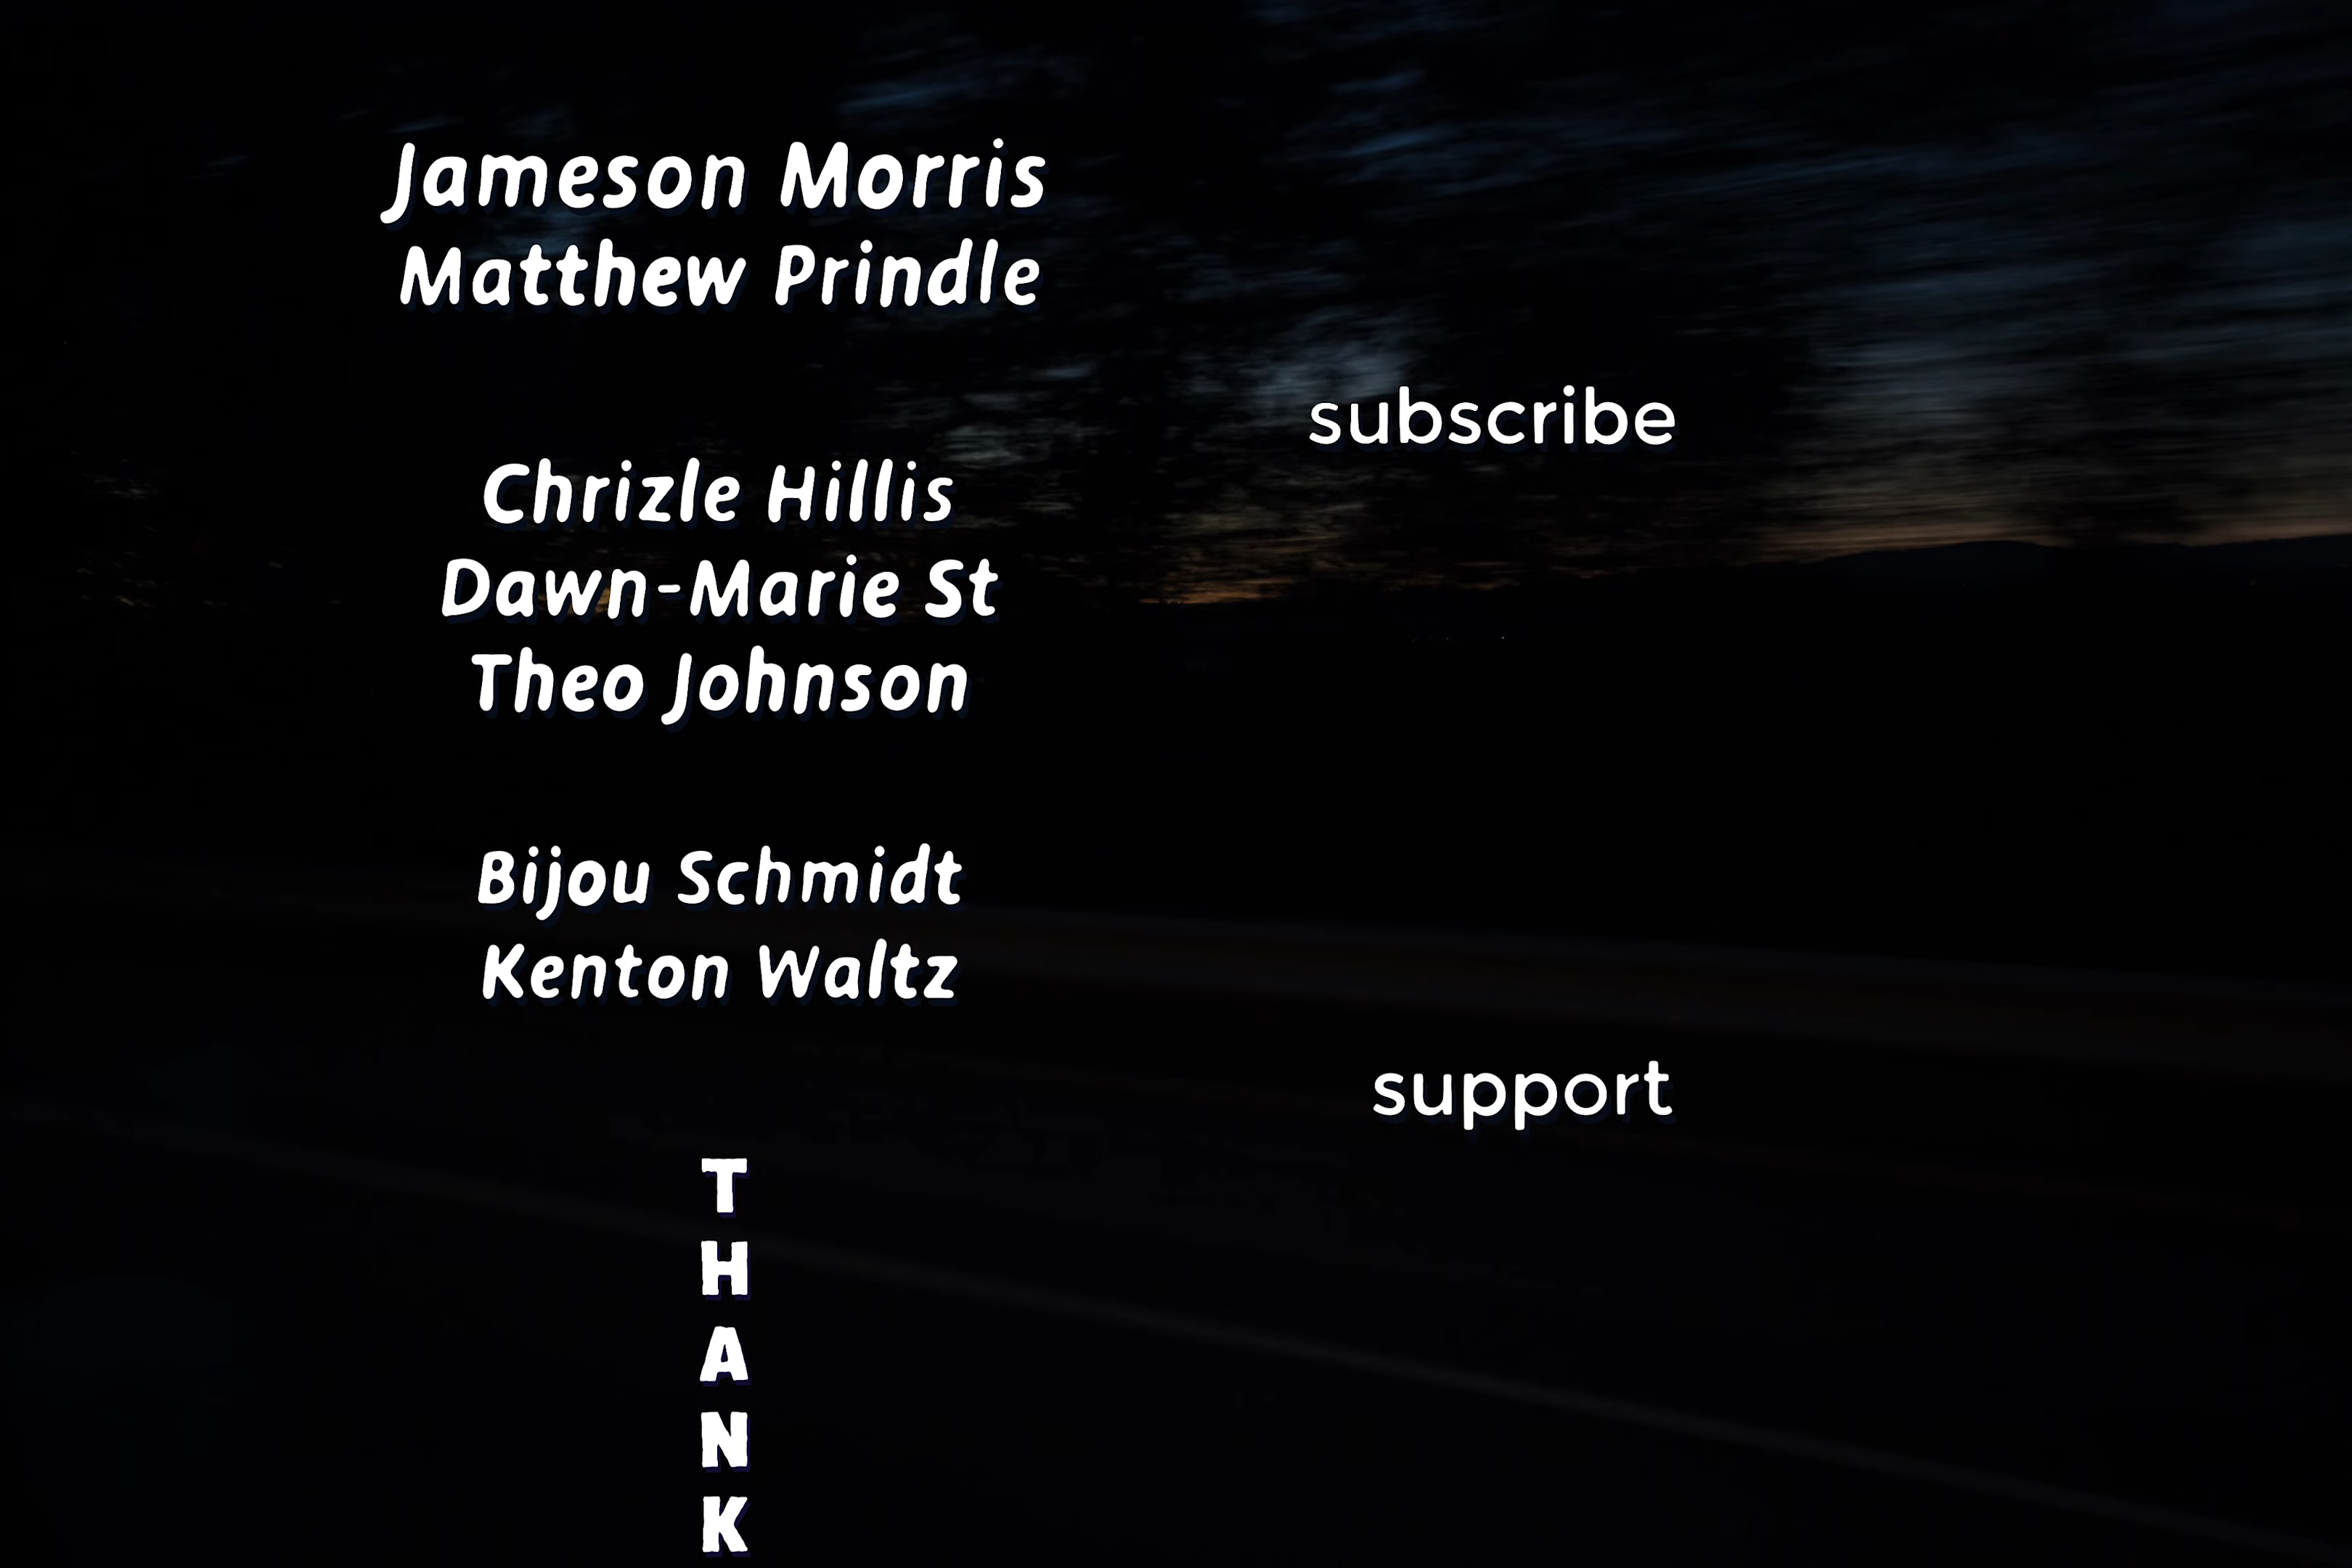 Jameson Morris
Matthew Prindle
subscribe
Chrizle Hillis
Dawn-Marie St
Theo Johnson
Bijou Schmidt
Kenton Waltz
support
T
H
A
N
K